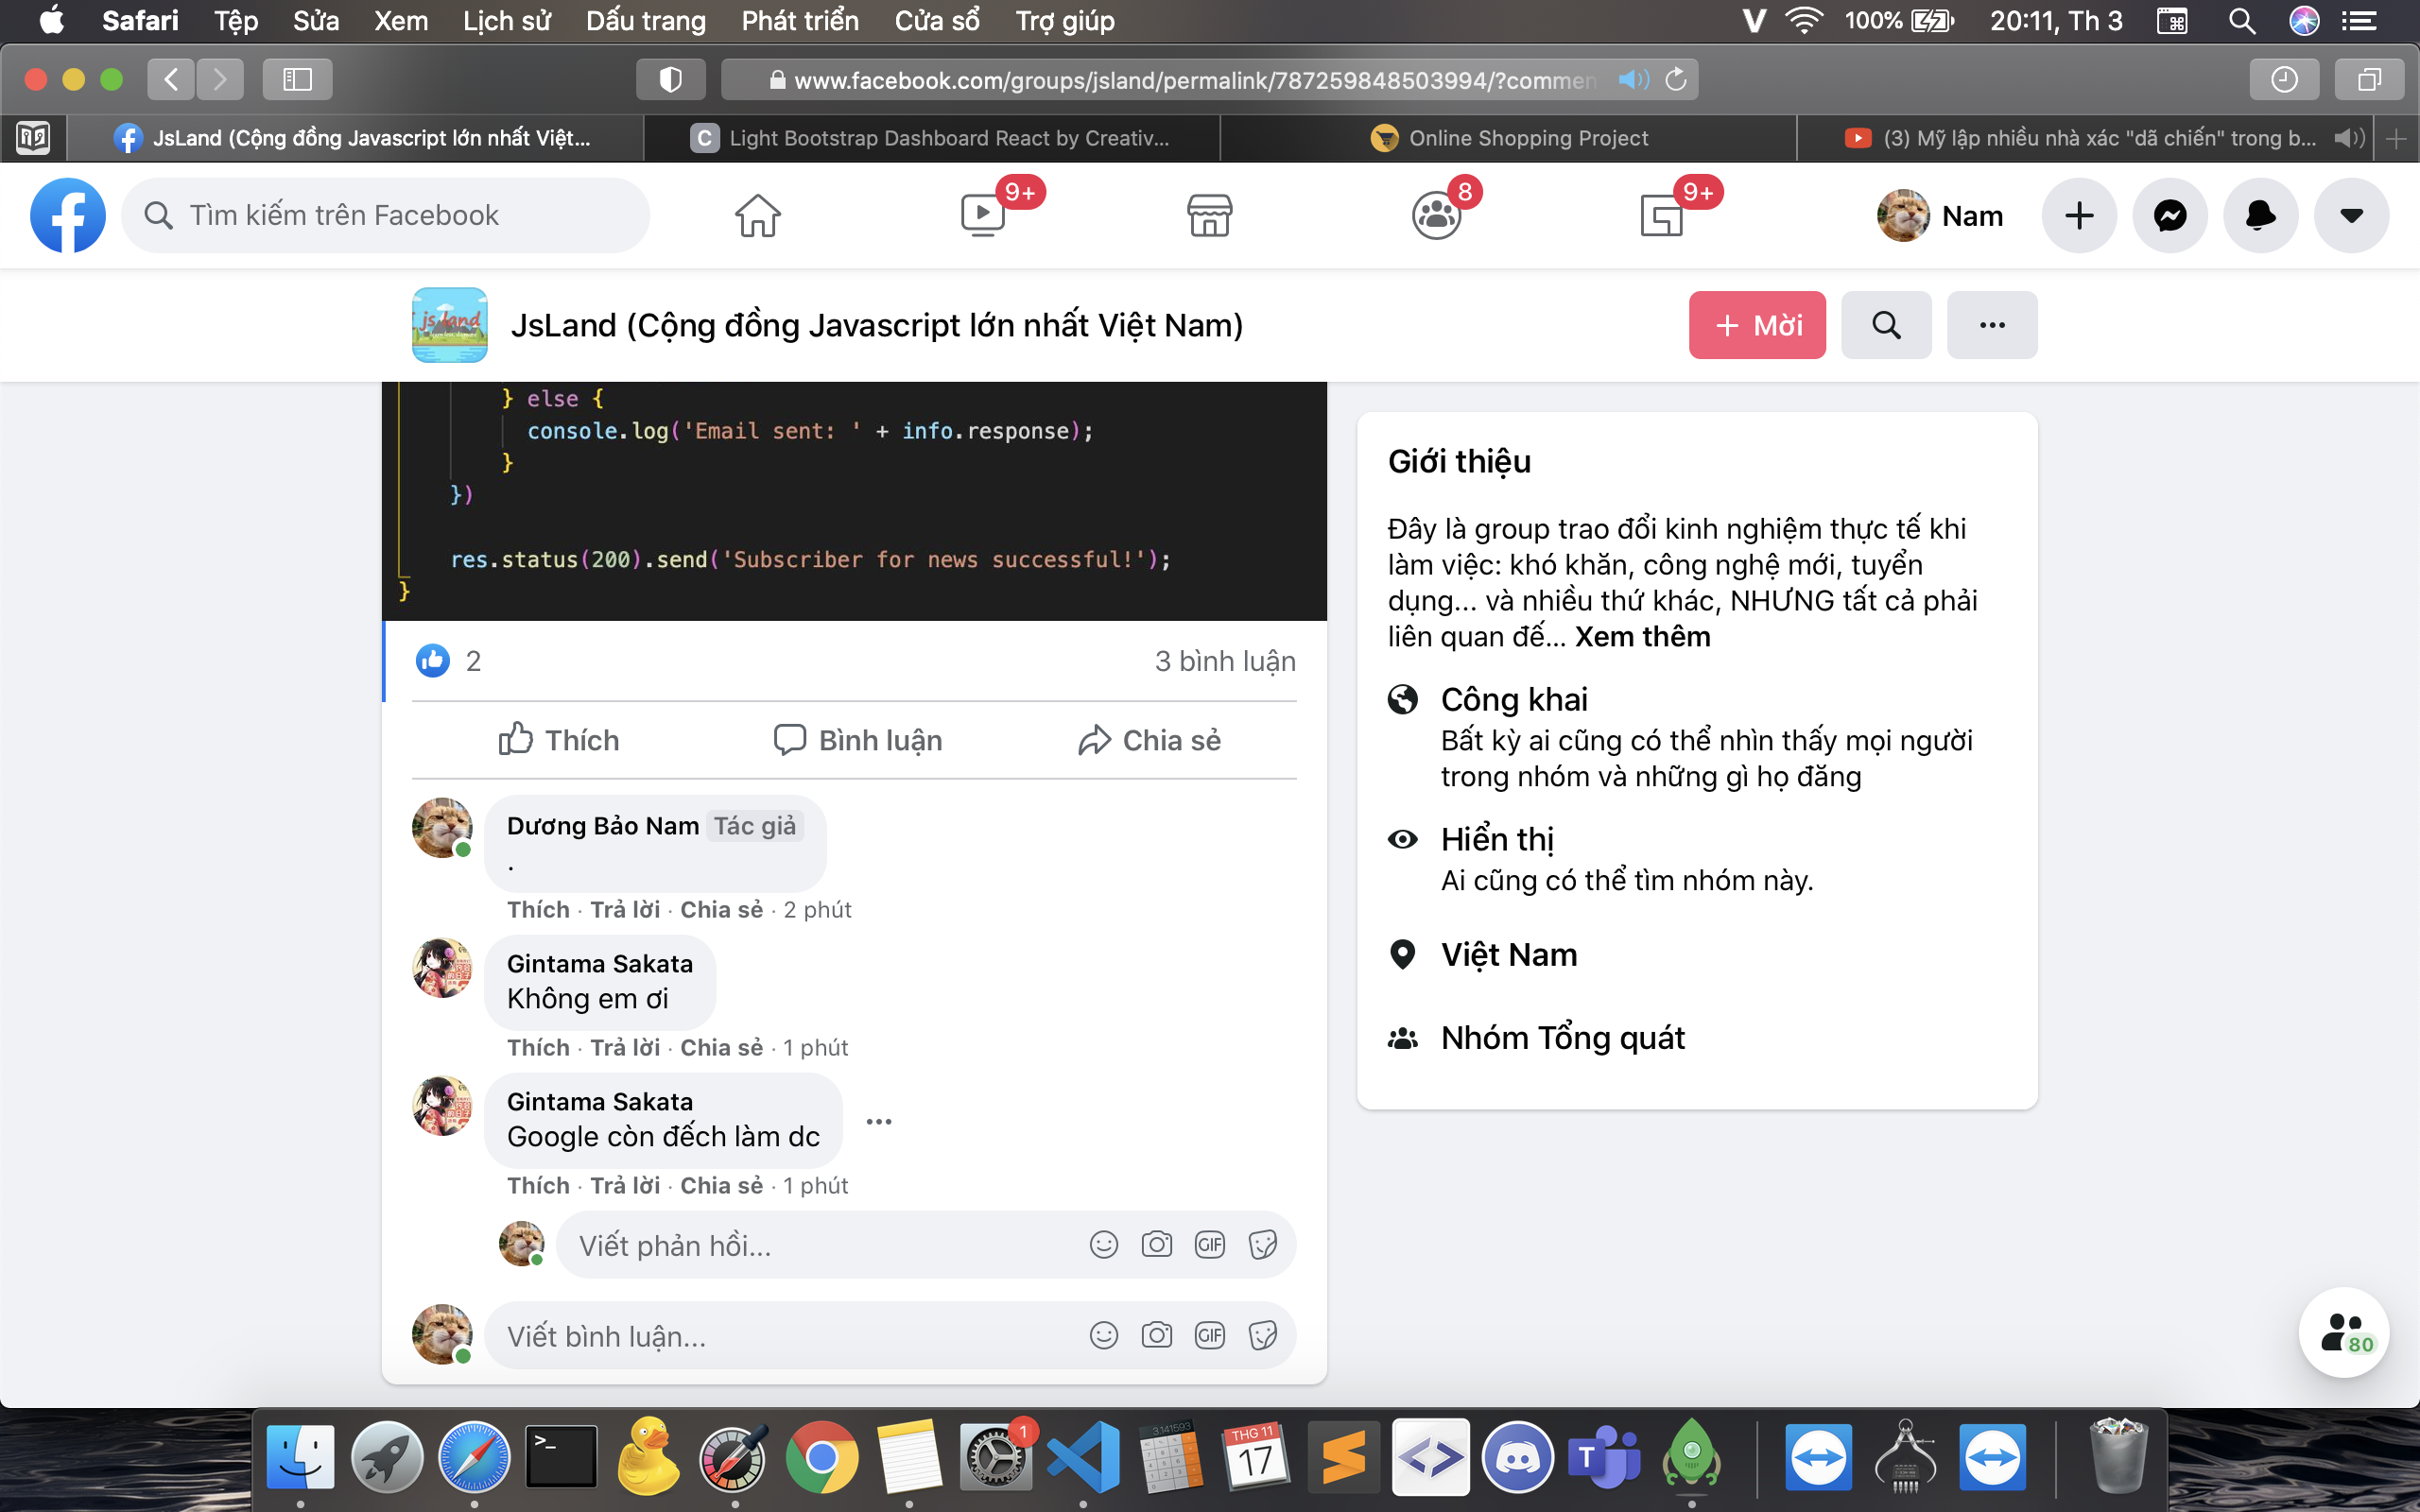 Safari Tệp Sửa Xem Lịch sử Dấu trang Phát triển Cửa sổ Trợ giúp V 100% 20:11, Th 3
www.facebook.com/groups/jsland/permalink/787259848503994/?commen
JsLand (Cộng đồng Javascript lớn nhất Việt... C Light Bootstrap Dashboard React by Creativ... Online Shopping Project (3) Mỹ lập nhiều nhà xác "dã chiến" trong b...
Tìm kiếm trên Facebook 9+ 8 9+ Nam
js land JsLand (Cộng đồng Javascript lớn nhất Việt Nam) + Mời
} else {
console.log('Email sent: ' + info.response);
}
})
res.status(200).send('Subscriber for news successful!');
}
2 3 bình luận
Thích Bình luận Chia sẻ
Dương Bảo Nam Tác giả
.
Thích · Trả lời · Chia sẻ · 2 phút
Gintama Sakata
Không em ơi
Thích · Trả lời · Chia sẻ · 1 phút
Gintama Sakata
Google còn đếch làm dc
Thích · Trả lời · Chia sẻ · 1 phút
Viết phản hồi... GIF
Viết bình luận... GIF
Giới thiệu
Đây là group trao đổi kinh nghiệm thực tế khi
làm việc: khó khăn, công nghệ mới, tuyển
dụng... và nhiều thứ khác, NHƯNG tất cả phải
liên quan đế... Xem thêm
Công khai
Bất kỳ ai cũng có thể nhìn thấy mọi người
trong nhóm và những gì họ đăng
Hiển thị
Ai cũng có thể tìm nhóm này.
Việt Nam
Nhóm Tổng quát
80
>_ 1 3.141593 THG 11 17 T